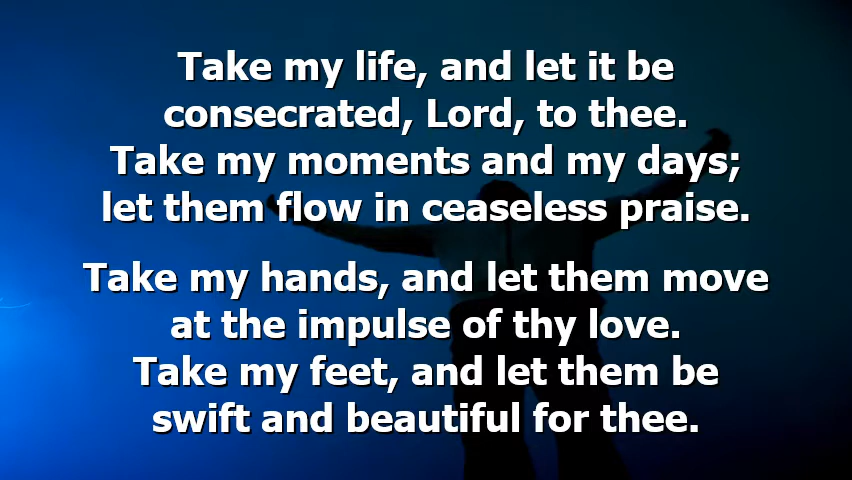 Take my life, and let it be
consecrated, Lord, to thee.
Take my moments and my days;
let them flow in ceaseless praise.
Take my hands, and let them move
at the impulse of thy love.
Take my feet, and let them be
swift and beautiful for thee.